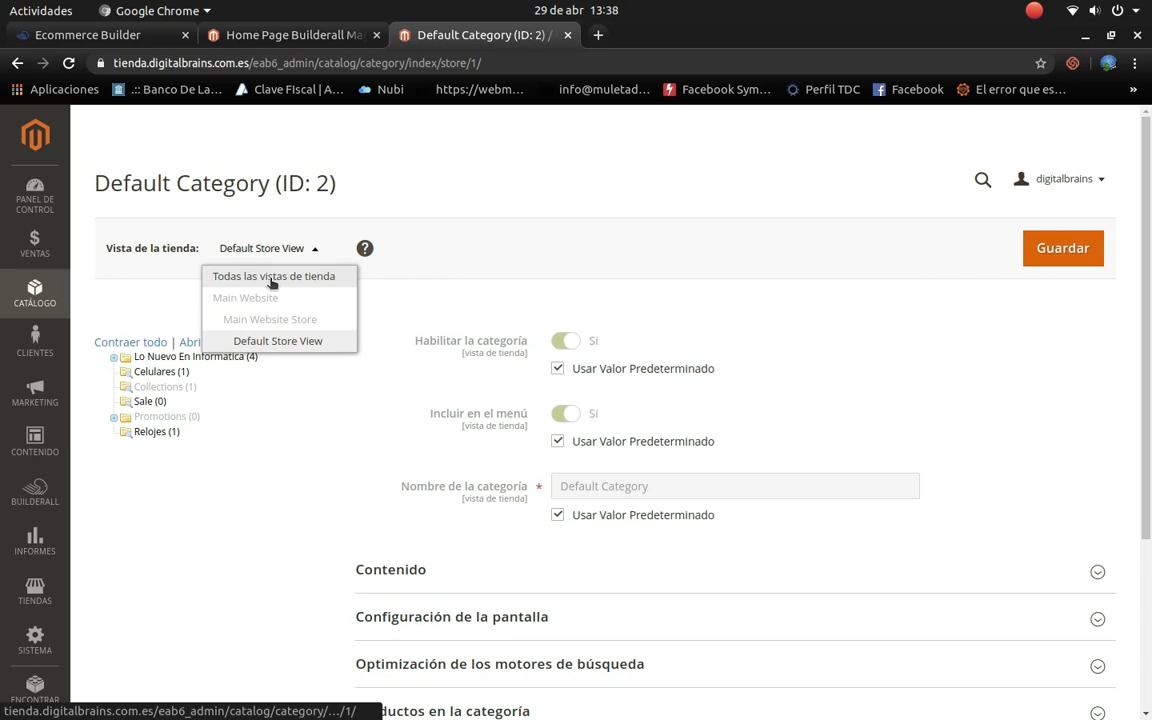 Actividades
Google Chrome
29 de abr  13:38
Ecommerce Builder
Home Page Builderall Ma
Default Category (ID: 2) /
tienda.digitalbrains.com.es/eab6_admin/catalog/category/index/store/1/
Aplicaciones
.:: Banco De La...
Clave FIscal | A...
Nubi
https://webm...
info@muletad...
Facebook Sym...
Perfil TDC
Facebook
El error que es...
»
Default Category (ID: 2)
digitalbrains
PANEL DE
CONTROL
VENTAS
CATÁLOGO
CLIENTES
MARKETING
CONTENIDO
BUILDERALL
INFORMES
TIENDAS
SISTEMA
ENCONTRAR
Vista de la tienda:
Default Store View
?
Guardar
Todas las vistas de tienda
Main Website
Main Website Store
Default Store View
Contraer todo | Abri
Lo Nuevo En Informatica (4)
Celulares (1)
Collections (1)
Sale (0)
Promotions (0)
Relojes (1)
Habilitar la categoría
[vista de tienda]
Si
Usar Valor Predeterminado
Incluir en el menú
[vista de tienda]
Si
Usar Valor Predeterminado
Nombre de la categoría *
[vista de tienda]
Default Category
Usar Valor Predeterminado
Contenido
Configuración de la pantalla
Optimización de los motores de búsqueda
ductos en la categoría
tienda.digitalbrains.com.es/eab6_admin/catalog/category/.../1/